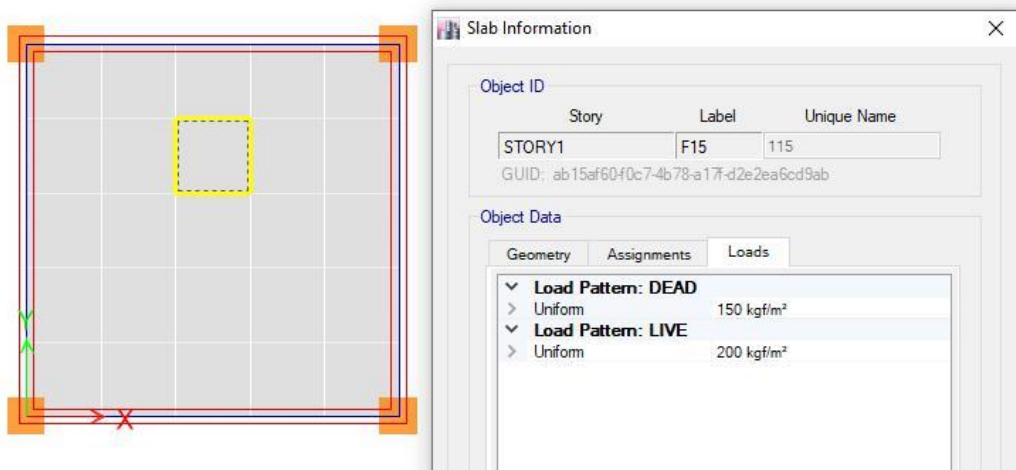 Slab Information
Object ID
Story Label Unique Name
STORY1 F15 115
GUID: ab15af60-f0c7-4b78-a17f-d2e2ea6cd9ab
Object Data
Geometry Assignments Loads
Load Pattern: DEAD
Uniform 150 kgf/m²
Load Pattern: LIVE
Uniform 200 kgf/m²
Y
X